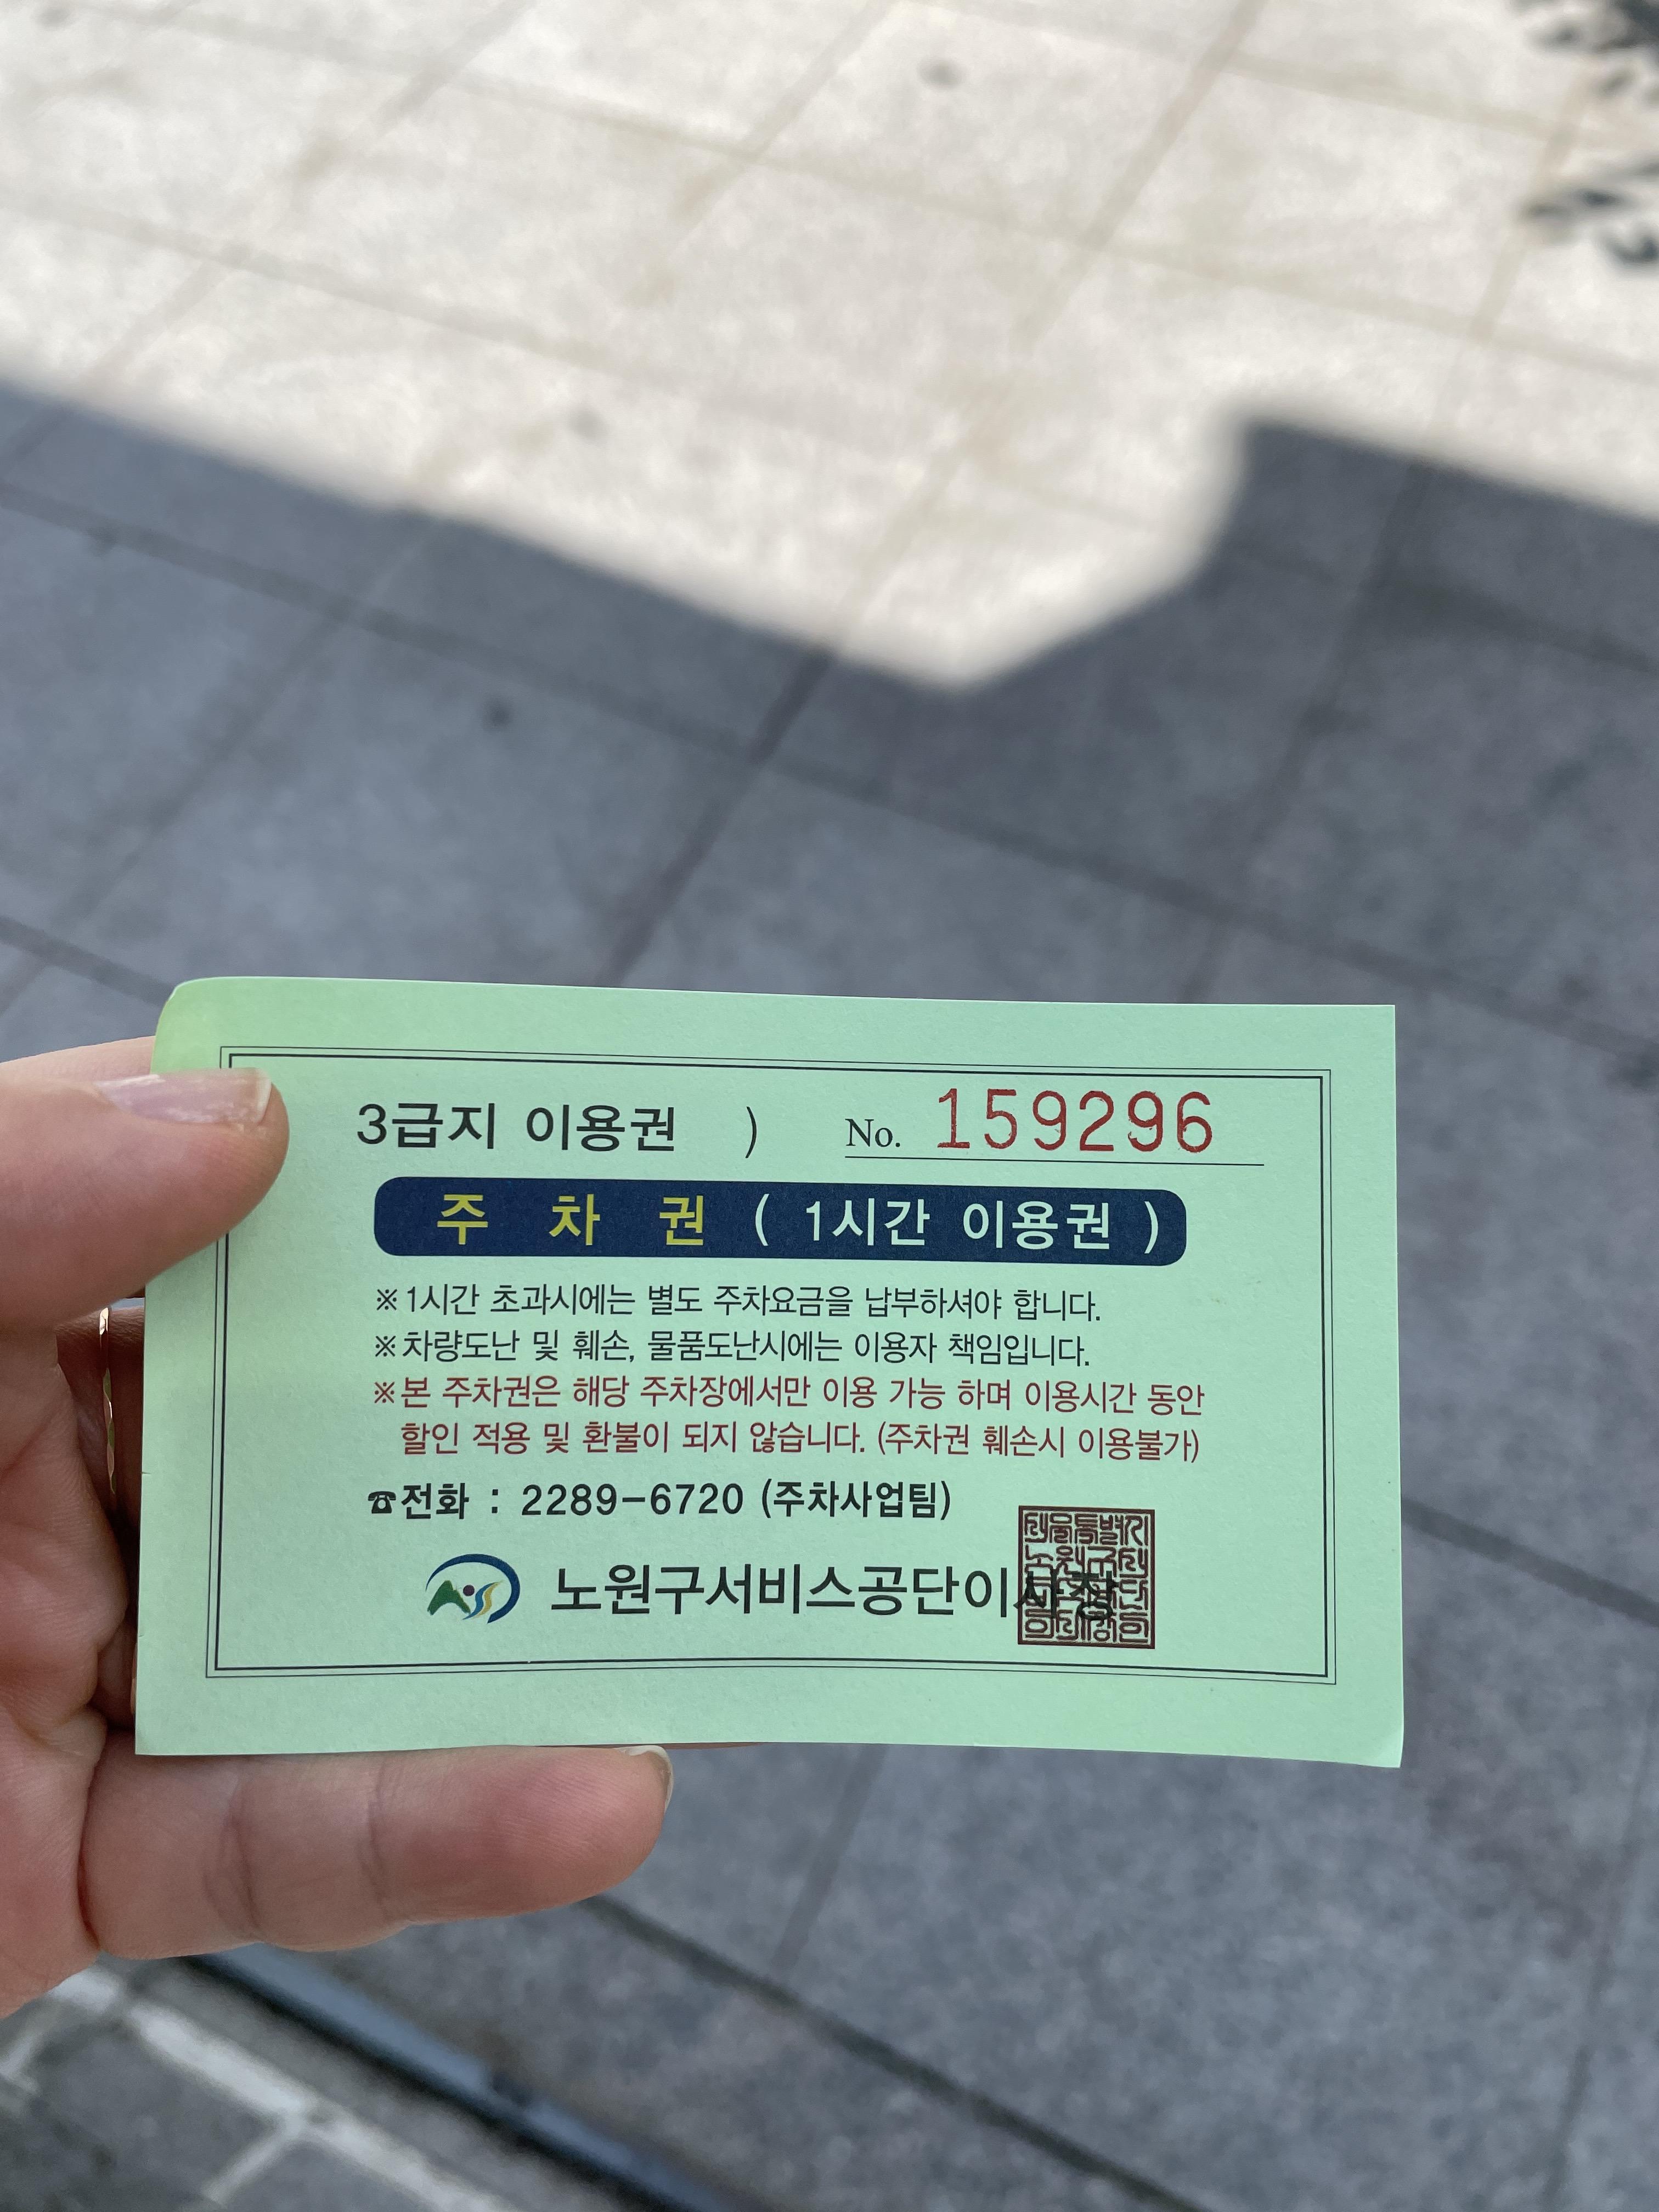 3급지 이용권 ) No. 159296
주 차 권 ( 1시간 이용권 )
※1시간 초과시에는 별도 주차요금을 납부하셔야 합니다.
※차량도난 및 훼손, 물품도난시에는 이용자 책임입니다.
※본 주차권은 해당 주차장에서만 이용 가능 하며 이용시간 동안
할인 적용 및 환불이 되지 않습니다. (주차권 훼손시 이용불가)
☎전화 : 2289-6720 (주차사업팀)
노원구서비스공단이사장